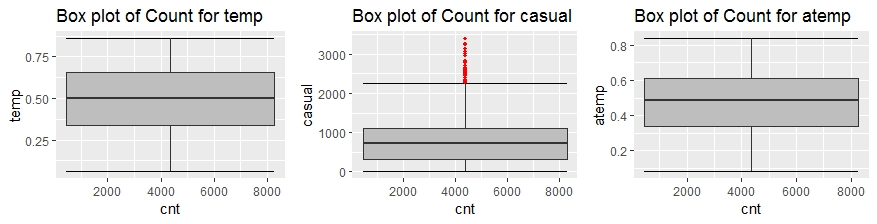 Box plot of Count for temp
temp
0.75
0.50
0.25
2000 4000 6000 8000
cnt
Box plot of Count for casual
casual
3000
2000
1000
0
2000 4000 6000 8000
cnt
Box plot of Count for atemp
atemp
0.8
0.6
0.4
0.2
2000 4000 6000 8000
cnt